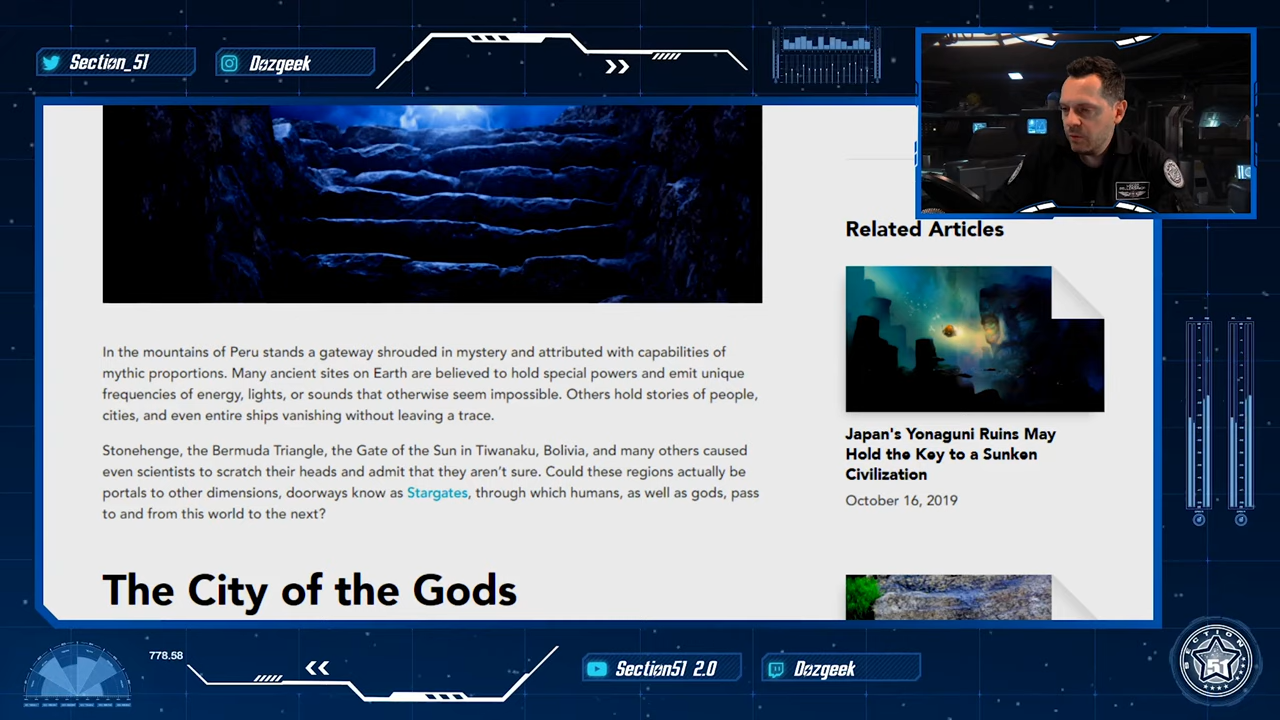 Section_51
Dazgeek
In the mountains of Peru stands a gateway shrouded in mystery and attributed with capabilities of
mythic proportions. Many ancient sites on Earth are believed to hold special powers and emit unique
frequencies of energy, lights, or sounds that otherwise seem impossible. Others hold stories of people,
cities, and even entire ships vanishing without leaving a trace.
Stonehenge, the Bermuda Triangle, the Gate of the Sun in Tiwanaku, Bolivia, and many others caused
even scientists to scratch their heads and admit that they aren't sure. Could these regions actually be
portals to other dimensions, doorways know as Stargates, through which humans, as well as gods, pass
to and from this world to the next?
The City of the Gods
Related Articles
Japan's Yonaguni Ruins May
Hold the Key to a Sunken
Civilization
October 16, 2019
778.58
Section51 2.0
Dazgeek
SECTION
51